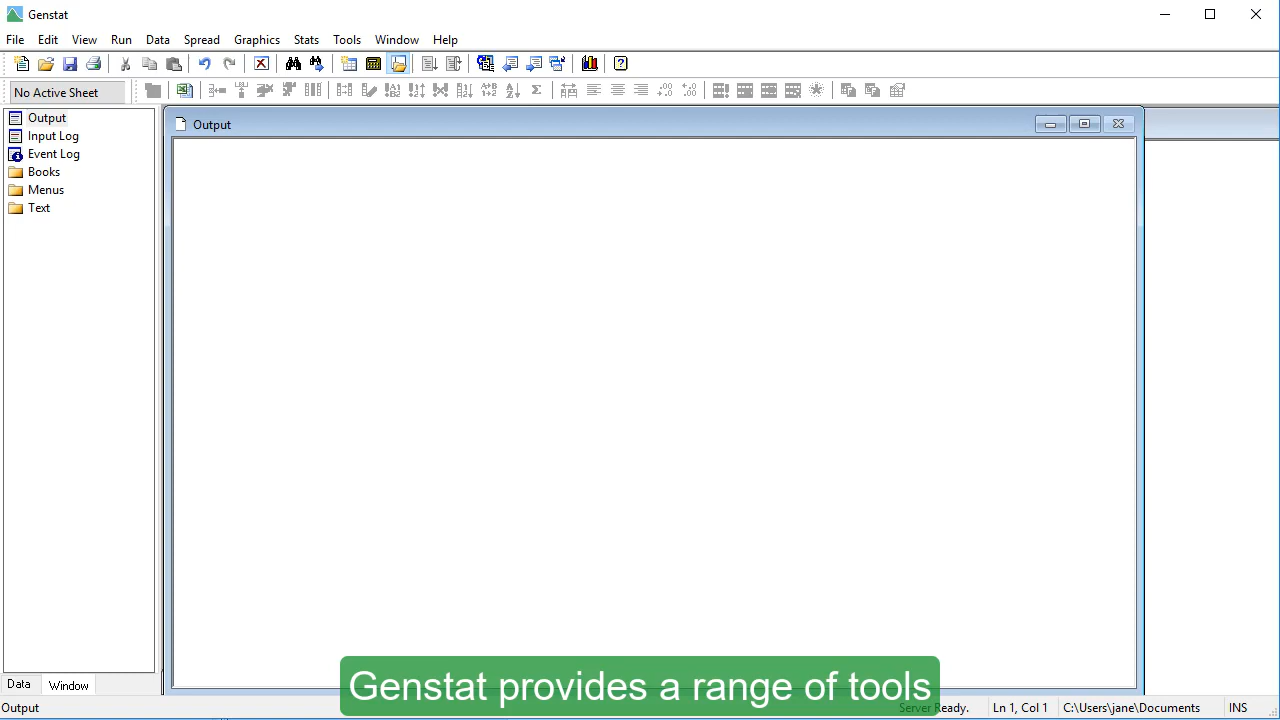 Genstat
File Edit View Run Data Spread Graphics Stats Tools Window Help
No Active Sheet
Output
Input Log
Event Log
Books
Menus
Text
Output
Data Window
Genstat provides a range of tools
Output Server Ready. Ln 1, Col 1 C:\Users\jane\Documents INS